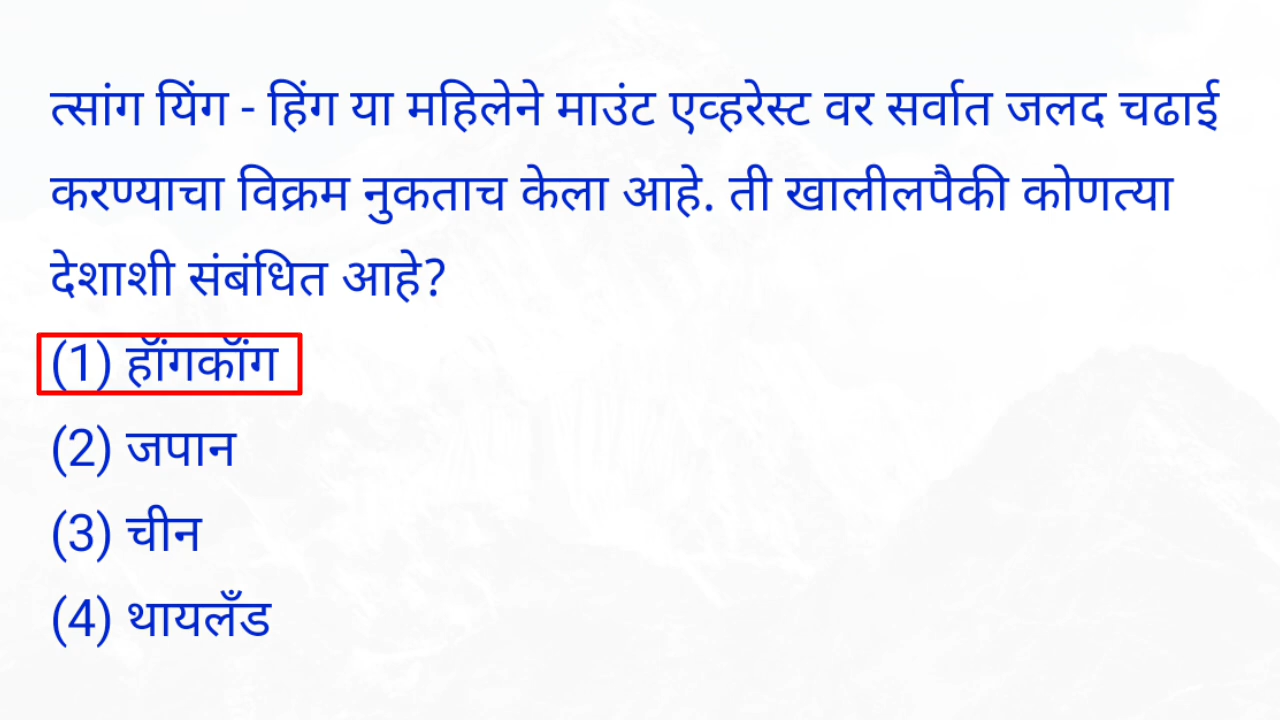 त्सांग यिंग - हिंग या महिलेने माउंट एव्हरेस्ट वर सर्वात जलद चढाई
करण्याचा विक्रम नुकताच केला आहे. ती खालीलपैकी कोणत्या
देशाशी संबंधित आहे?
(1) हॉंगकॉंग
(2) जपान
(3) चीन
(4) थायलँड